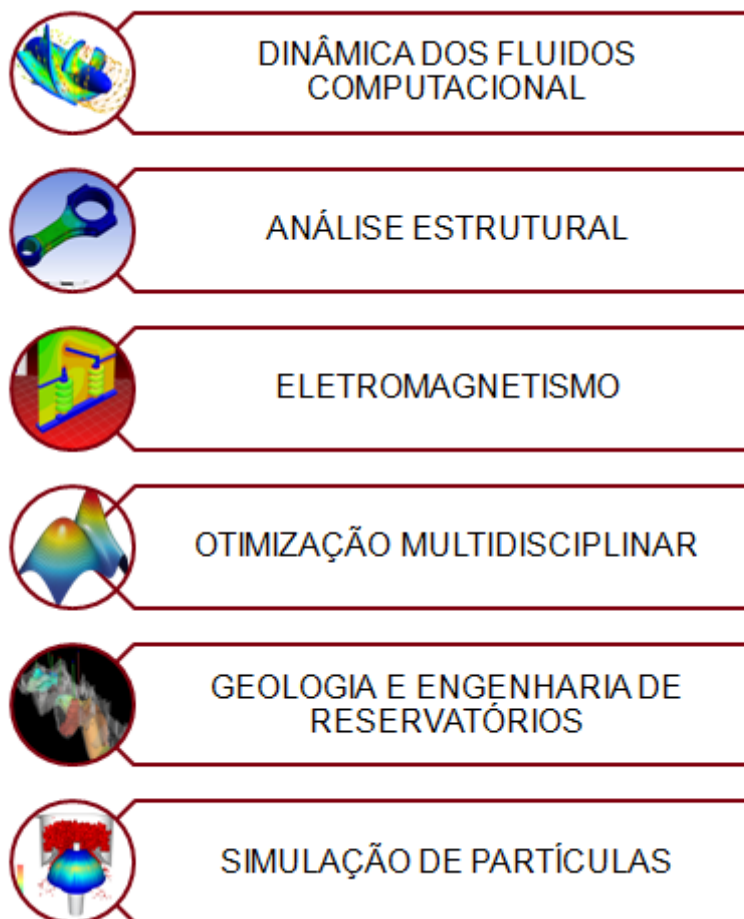 DINÂMICA DOS FLUIDOS
COMPUTACIONAL
ANÁLISE ESTRUTURAL
ELETROMAGNETISMO
OTIMIZAÇÃO MULTIDISCIPLINAR
GEOLOGIA E ENGENHARIA DE
RESERVATÓRIOS
SIMULAÇÃO DE PARTÍCULAS